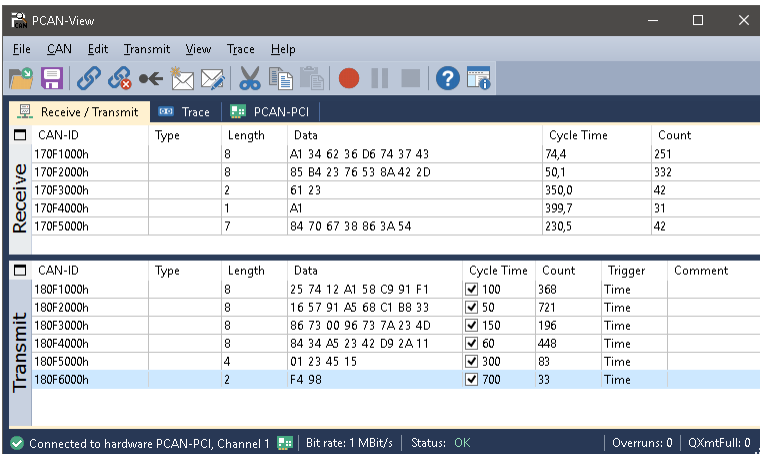 PCAN-View
File CAN Edit Transmit View Trace Help
Receive / Transmit Trace PCAN-PCI
Receive
CAN-ID Type Length Data Cycle Time Count
170F1000h 8 A1 34 62 36 D6 74 37 43 74,4 251
170F2000h 8 85 B4 23 76 53 8A 42 2D 50,1 332
170F3000h 2 61 23 350,0 42
170F4000h 1 A1 399,7 31
170F5000h 7 84 70 67 38 86 3A 54 230,5 42
Transmit
CAN-ID Type Length Data Cycle Time Count Trigger Comment
180F1000h 8 25 74 12 A1 58 C9 91 F1 100 368 Time
180F2000h 8 16 57 91 A5 68 C1 B8 33 50 721 Time
180F3000h 8 86 73 00 96 73 7A 23 4D 150 196 Time
180F4000h 8 84 34 A5 23 42 D9 2A 11 60 448 Time
180F5000h 4 01 23 45 15 300 83 Time
180F6000h 2 F4 98 700 33 Time
Connected to hardware PCAN-PCI, Channel 1 Bit rate: 1 MBit/s Status: OK Overruns: 0 QXmtFull: 0